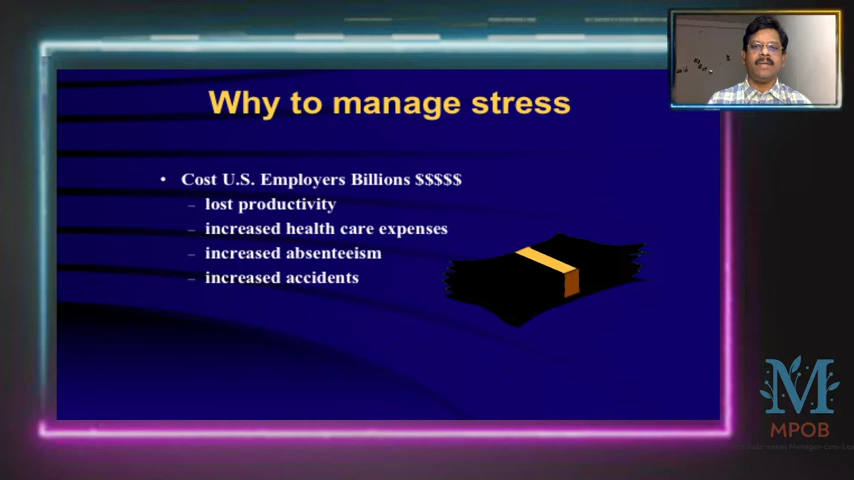 Why to manage stress
• Cost U.S. Employers Billions $$$$$
– lost productivity
– increased health care expenses
– increased absenteeism
– increased accidents
M
MPOB